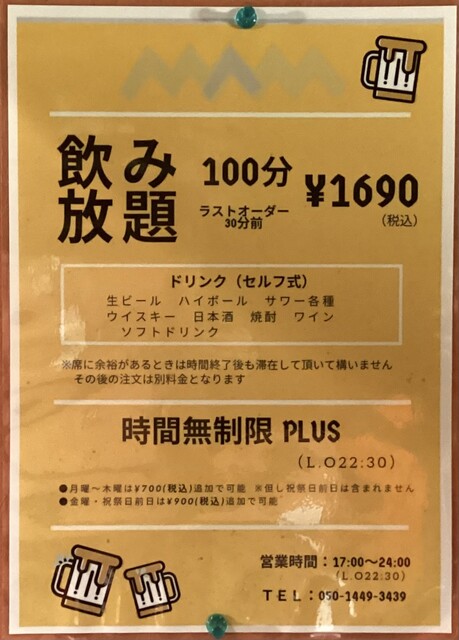 飲み
放題
100分
ラストオーダー
30分前
¥1690
(税込)
ドリンク（セルフ式）
生ビール ハイボール サワー各種
ウイスキー 日本酒 焼酎 ワイン
ソフトドリンク
※席に余裕があるときは時間終了後も滞在して頂いて構いません
その後の注文は別料金となります
時間無制限 PLUS
（L.O22:30）
●月曜～木曜は¥700(税込)追加で可能 ※但し祝祭日前日は含まれません
●金曜・祝祭日前日は¥900(税込)追加で可能
営業時間：17:00～24:00
(L.O22:30)
TEL：050-1449-3439